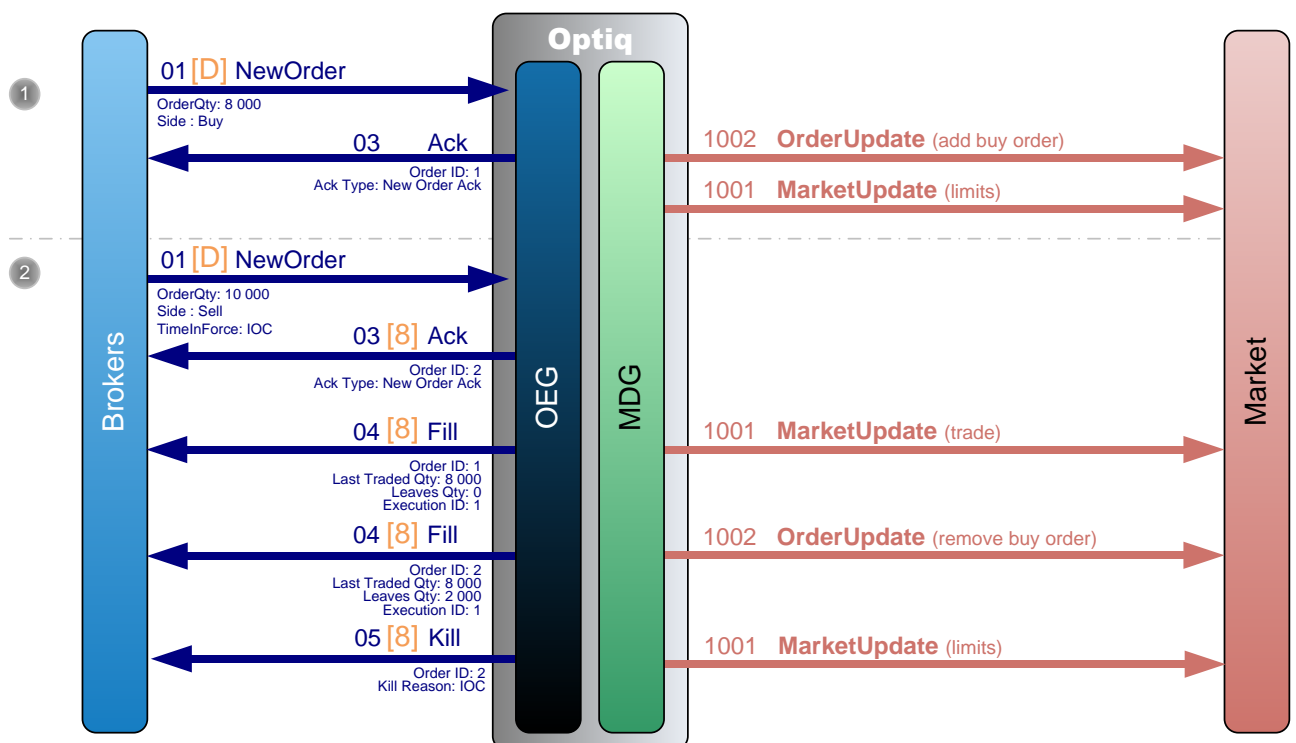 Optiq
1
01 [D] NewOrder
OrderQty: 8 000
Side : Buy
03 Ack
Order ID: 1
Ack Type: New Order Ack
1002 OrderUpdate (add buy order)
1001 MarketUpdate (limits)
2
01 [D] NewOrder
OrderQty: 10 000
Side : Sell
TimeInForce: IOC
03 [8] Ack
Order ID: 2
Ack Type: New Order Ack
Brokers
OEG
MDG
Market
04 [8] Fill
Order ID: 1
Last Traded Qty: 8 000
Leaves Qty: 0
Execution ID: 1
1001 MarketUpdate (trade)
04 [8] Fill
Order ID: 2
Last Traded Qty: 8 000
Leaves Qty: 2 000
Execution ID: 1
1002 OrderUpdate (remove buy order)
05 [8] Kill
Order ID: 2
Kill Reason: IOC
1001 MarketUpdate (limits)